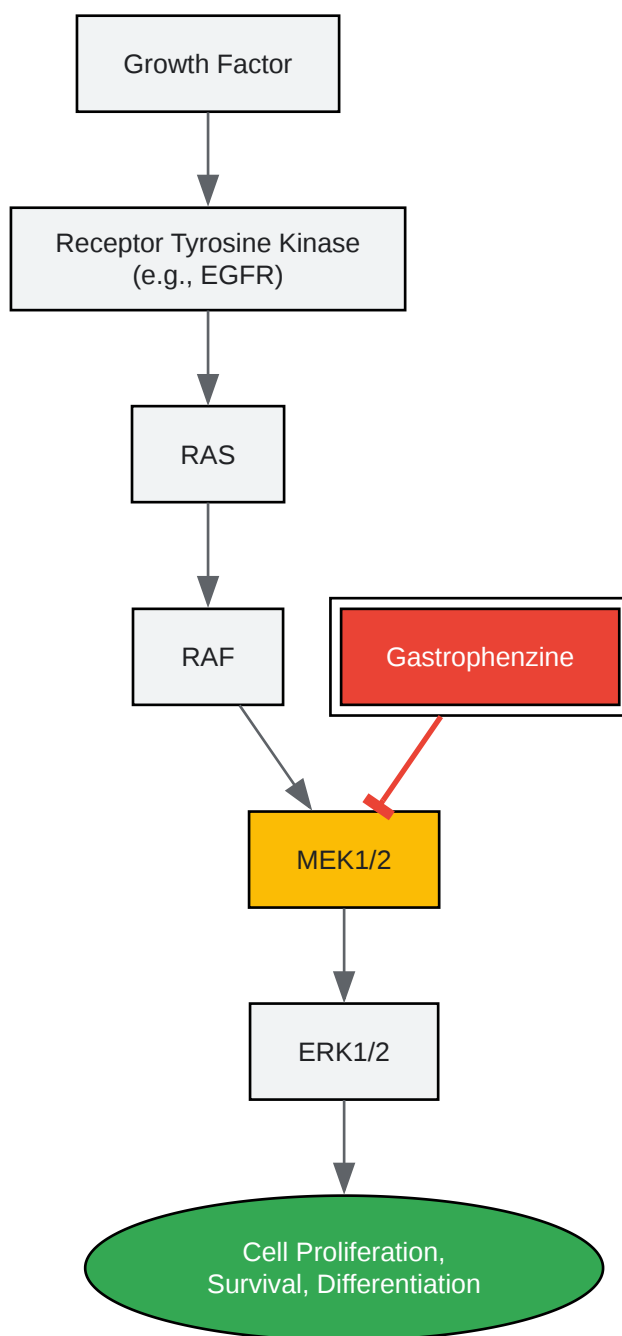 Growth Factor
Receptor Tyrosine Kinase
(e.g., EGFR)
RAS
RAF
Gastrophenzine
MEK1/2
ERK1/2
Cell Proliferation,
Survival, Differentiation